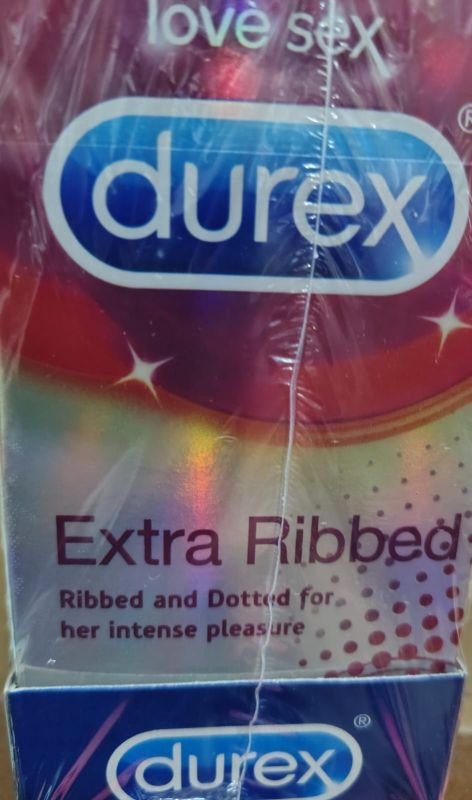 love sex
durex®
Extra Ribbed
Ribbed and Dotted for
her intense pleasure
durex®